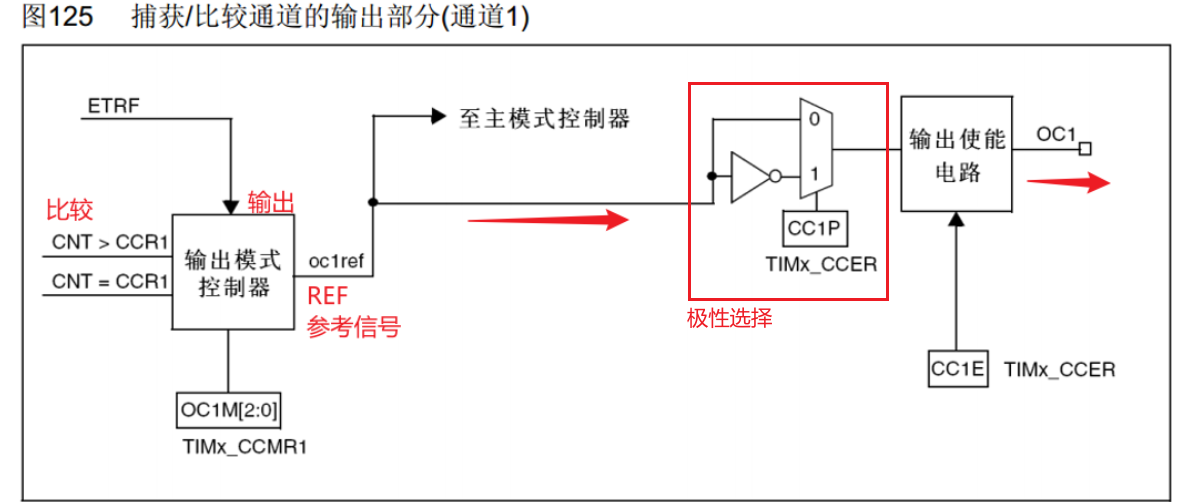 图125 捕获/比较通道的输出部分(通道1)
ETRF
至主模式控制器
0
1
输出使能
电路
OC1
比较
输出
CNT > CCR1
CNT = CCR1
输出模式
控制器
oc1ref
REF
参考信号
CC1P
TIMx_CCER
极性选择
CC1E
TIMx_CCER
OC1M[2:0]
TIMx_CCMR1